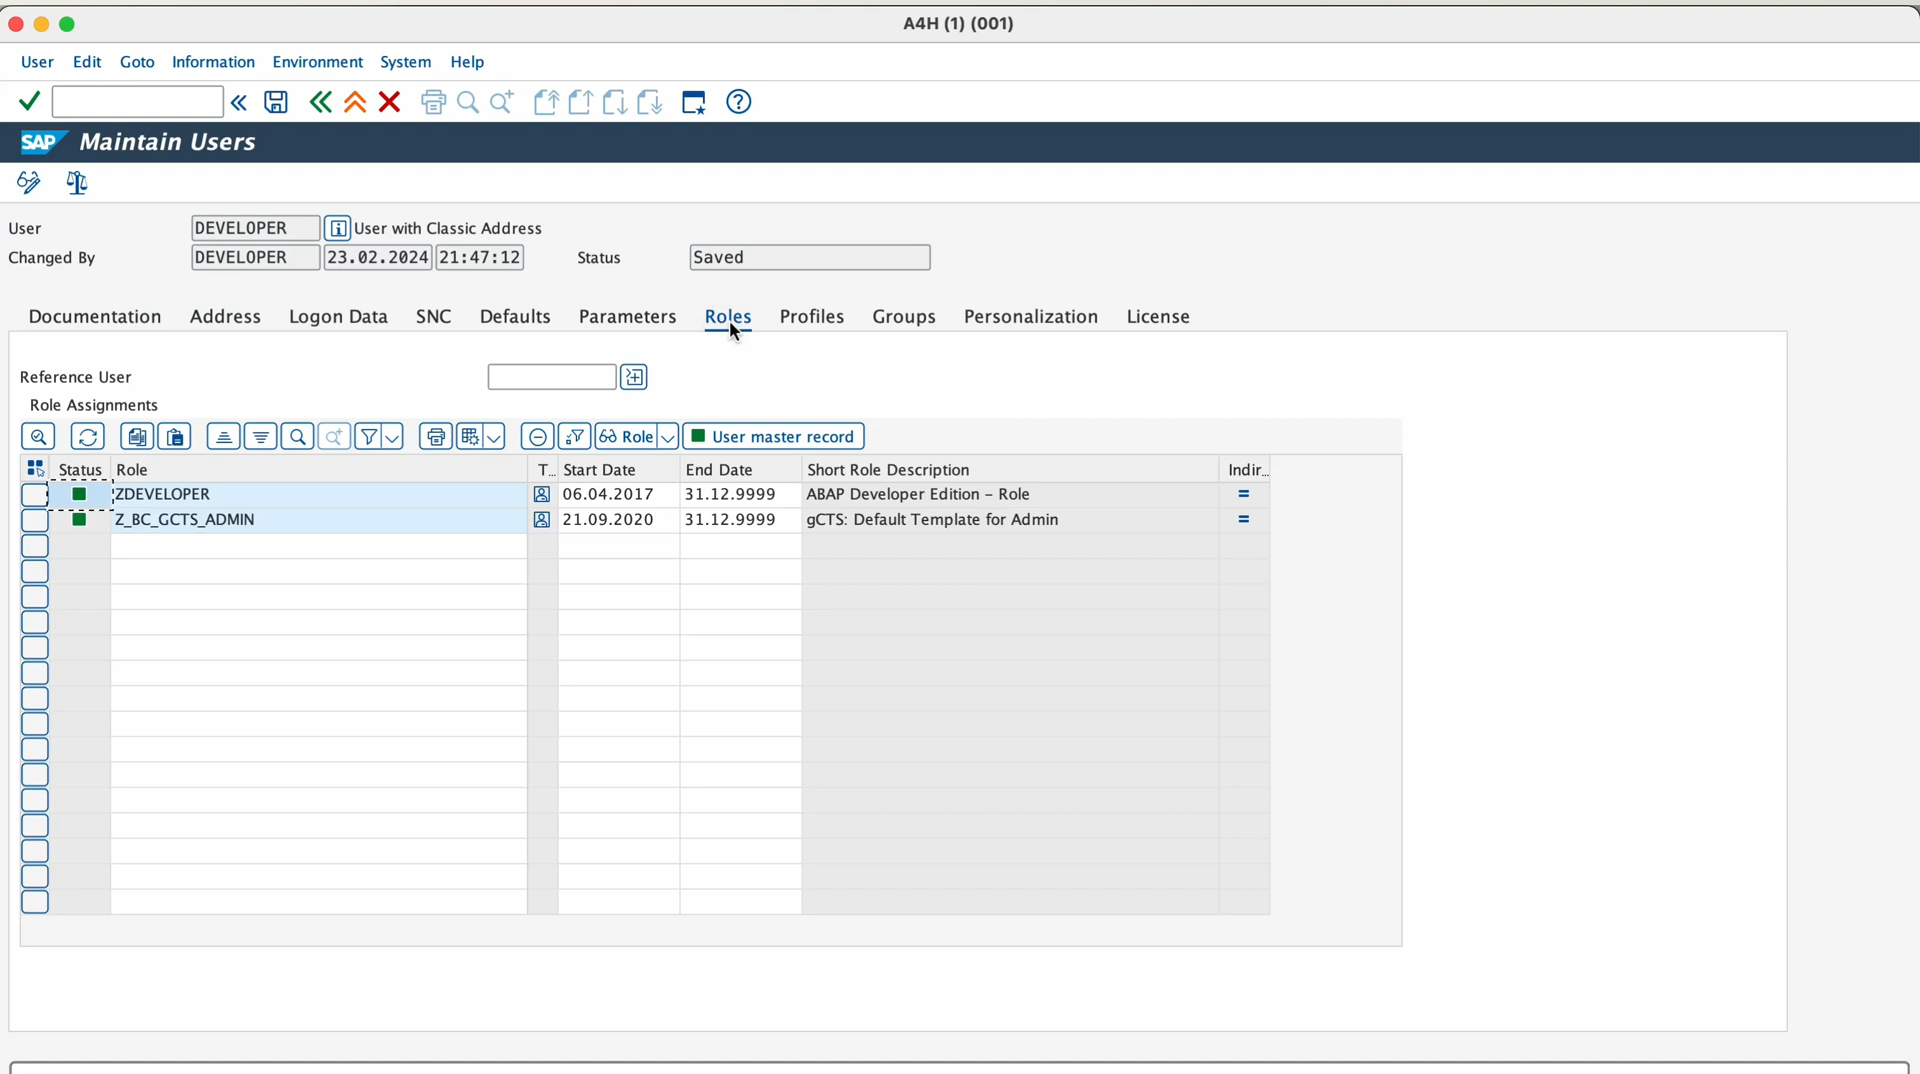 A4H (1) (001)
User Edit Goto Information Environment System Help
SAP Maintain Users
User DEVELOPER User with Classic Address
Changed By DEVELOPER 23.02.2024 21:47:12 Status Saved
Documentation Address Logon Data SNC Defaults Parameters Roles Profiles Groups Personalization License
Reference User
Role Assignments
Role User master record
Status Role T... Start Date End Date Short Role Description Indir...
ZDEVELOPER 06.04.2017 31.12.9999 ABAP Developer Edition – Role
Z_BC_GCTS_ADMIN 21.09.2020 31.12.9999 gCTS: Default Template for Admin